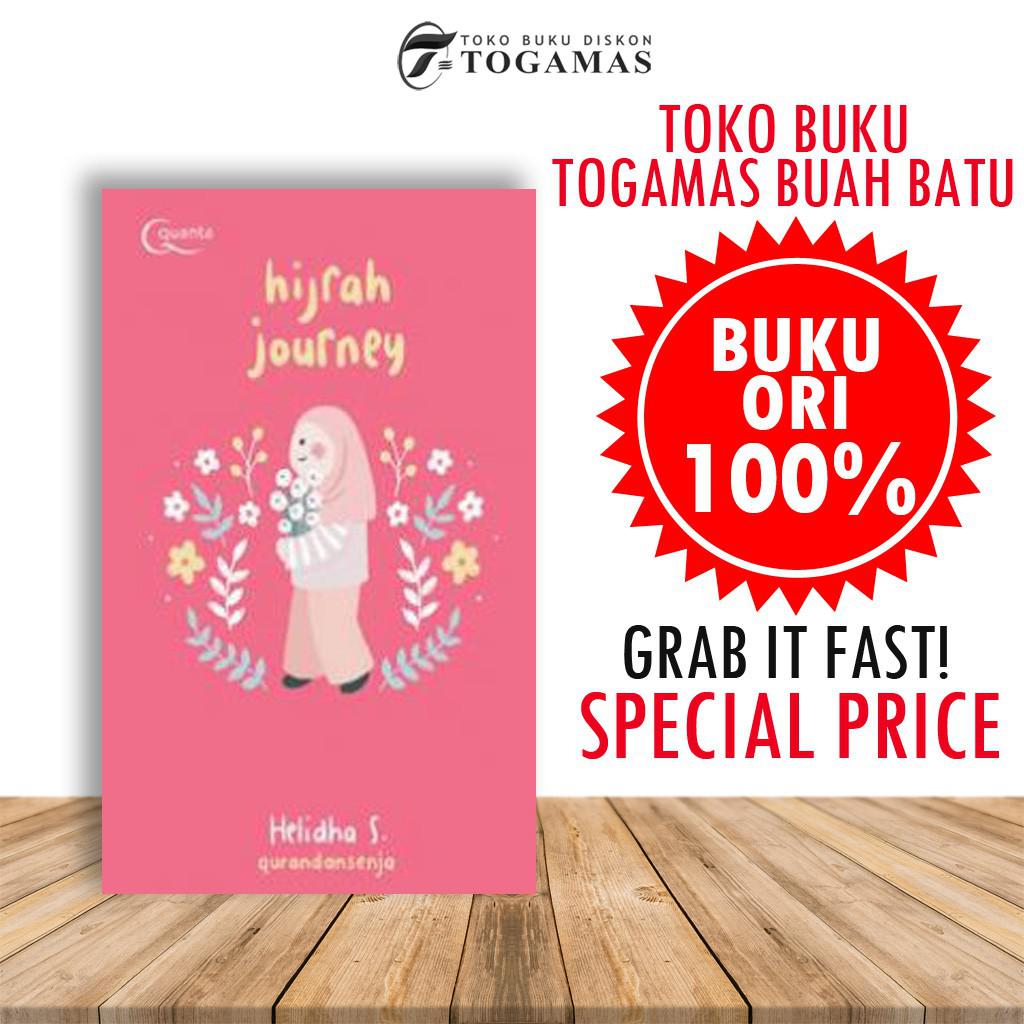 TOKO BUKU DISKON
TOGAMAS
TOKO BUKU
TOGAMAS BUAH BATU
quanta
hijrah
journey
BUKU
ORI
100%
GRAB IT FAST!
SPECIAL PRICE
Helidha S.
qurandansenja